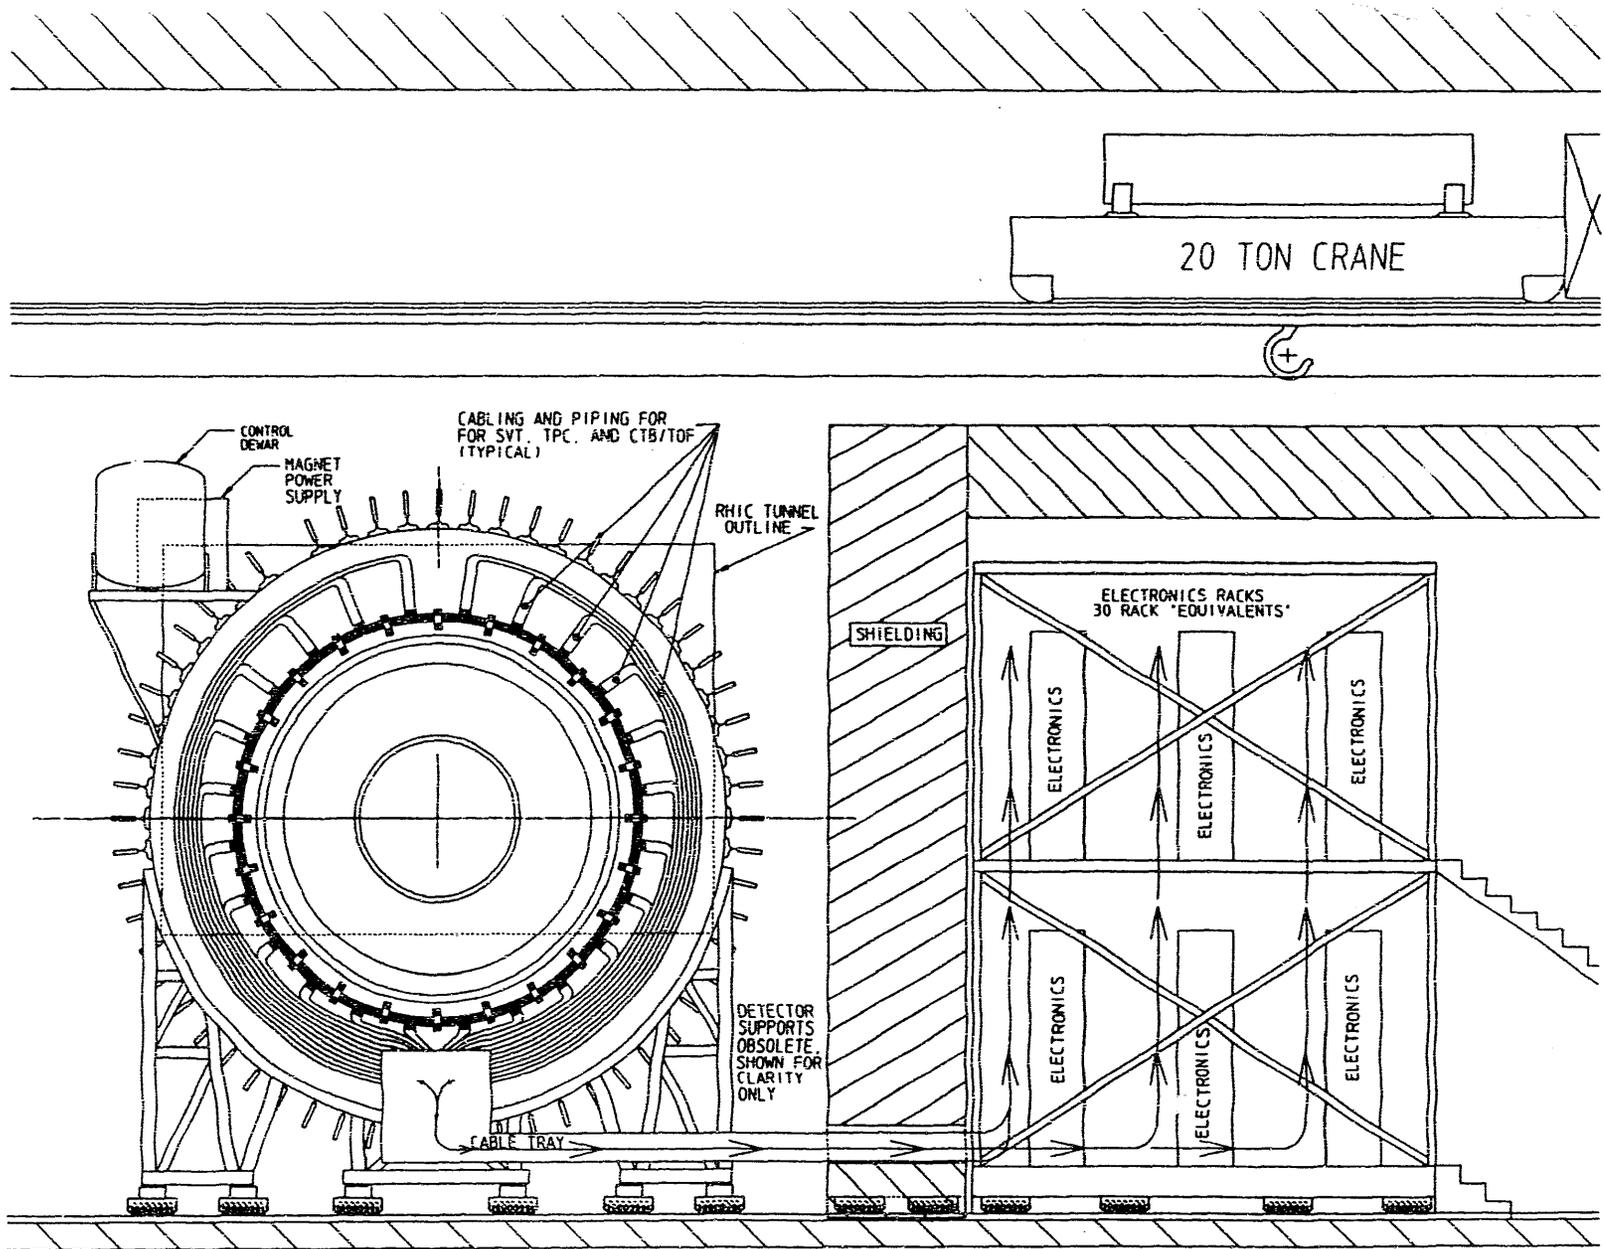 20 TON CRANE
CABLING AND PIPING FOR
FOR SVT, TPC, AND CTB/TOF
(TYPICAL)
CONTROL
DEWAR
MAGNET
POWER
SUPPLY
RHIC TUNNEL
OUTLINE
SHIELDING
ELECTRONICS RACKS
30 RACK "EQUIVALENTS"
ELECTRONICS
ELECTRONICS
ELECTRONICS
DETECTOR
SUPPORTS
OBSOLETE.
SHOWN FOR
CLARITY
ONLY
ELECTRONICS
ELECTRONICS
ELECTRONICS
CABLE TRAY